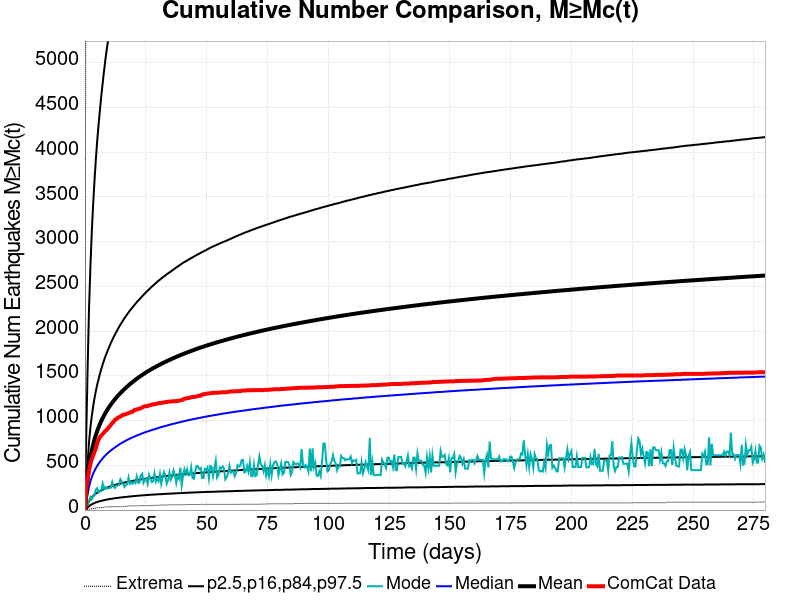 Cumulative Number Comparison, M≥Mc(t)
Cumulative Num Earthquakes M≥Mc(t)
5000
4500
4000
3500
3000
2500
2000
1500
1000
500
0
0 25 50 75 100 125 150 175 200 225 250 275
Time (days)
Extrema p2.5,p16,p84,p97.5 Mode Median Mean ComCat Data